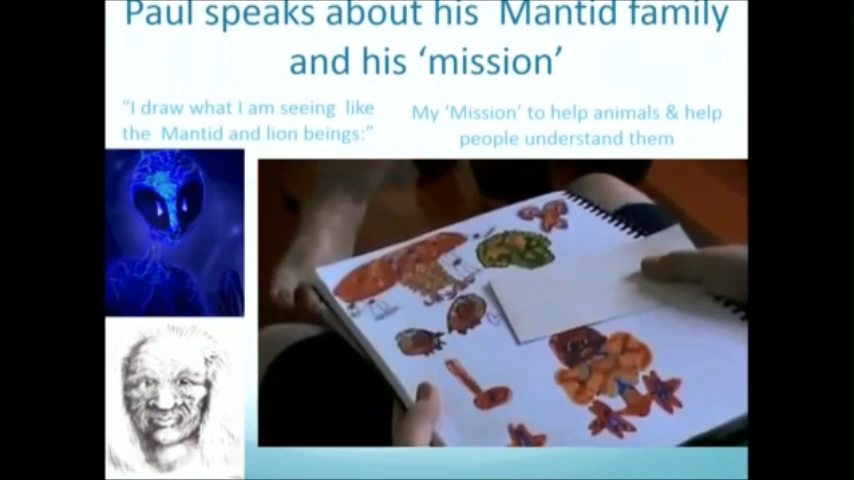 Paul speaks about his Mantid family
and his ‘mission’
“I draw what I am seeing like
the Mantid and lion beings:”
My ‘Mission’ to help animals & help
people understand them